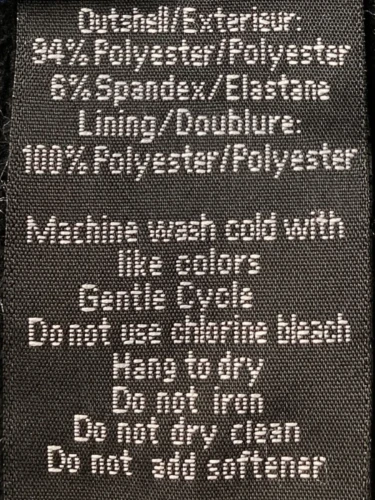 Outshell/Exterieur:
94% Polyester/Polyester
6% Spandex/Elastane
Lining/Doublure:
100% Polyester/Polyester
Machine wash cold with
like colors
Gentle Cycle
Do not use chlorine bleach
Hang to dry
Do not iron
Do not dry clean
Do not add softener